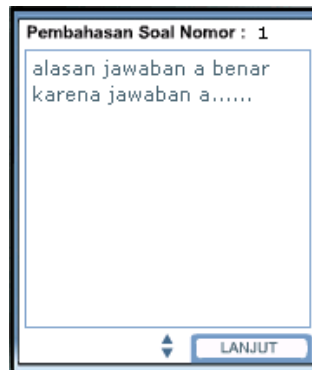 Pembahasan Soal Nomor : 1
alasan jawaban a benar
karena jawaban a......
LANJUT